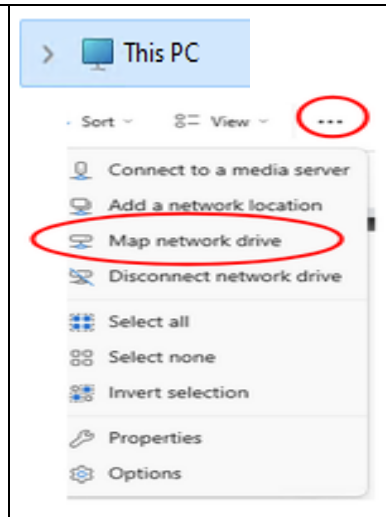 This PC
Sort View ...
Connect to a media server
Add a network location
Map network drive
Disconnect network drive
Select all
Select none
Invert selection
Properties
Options